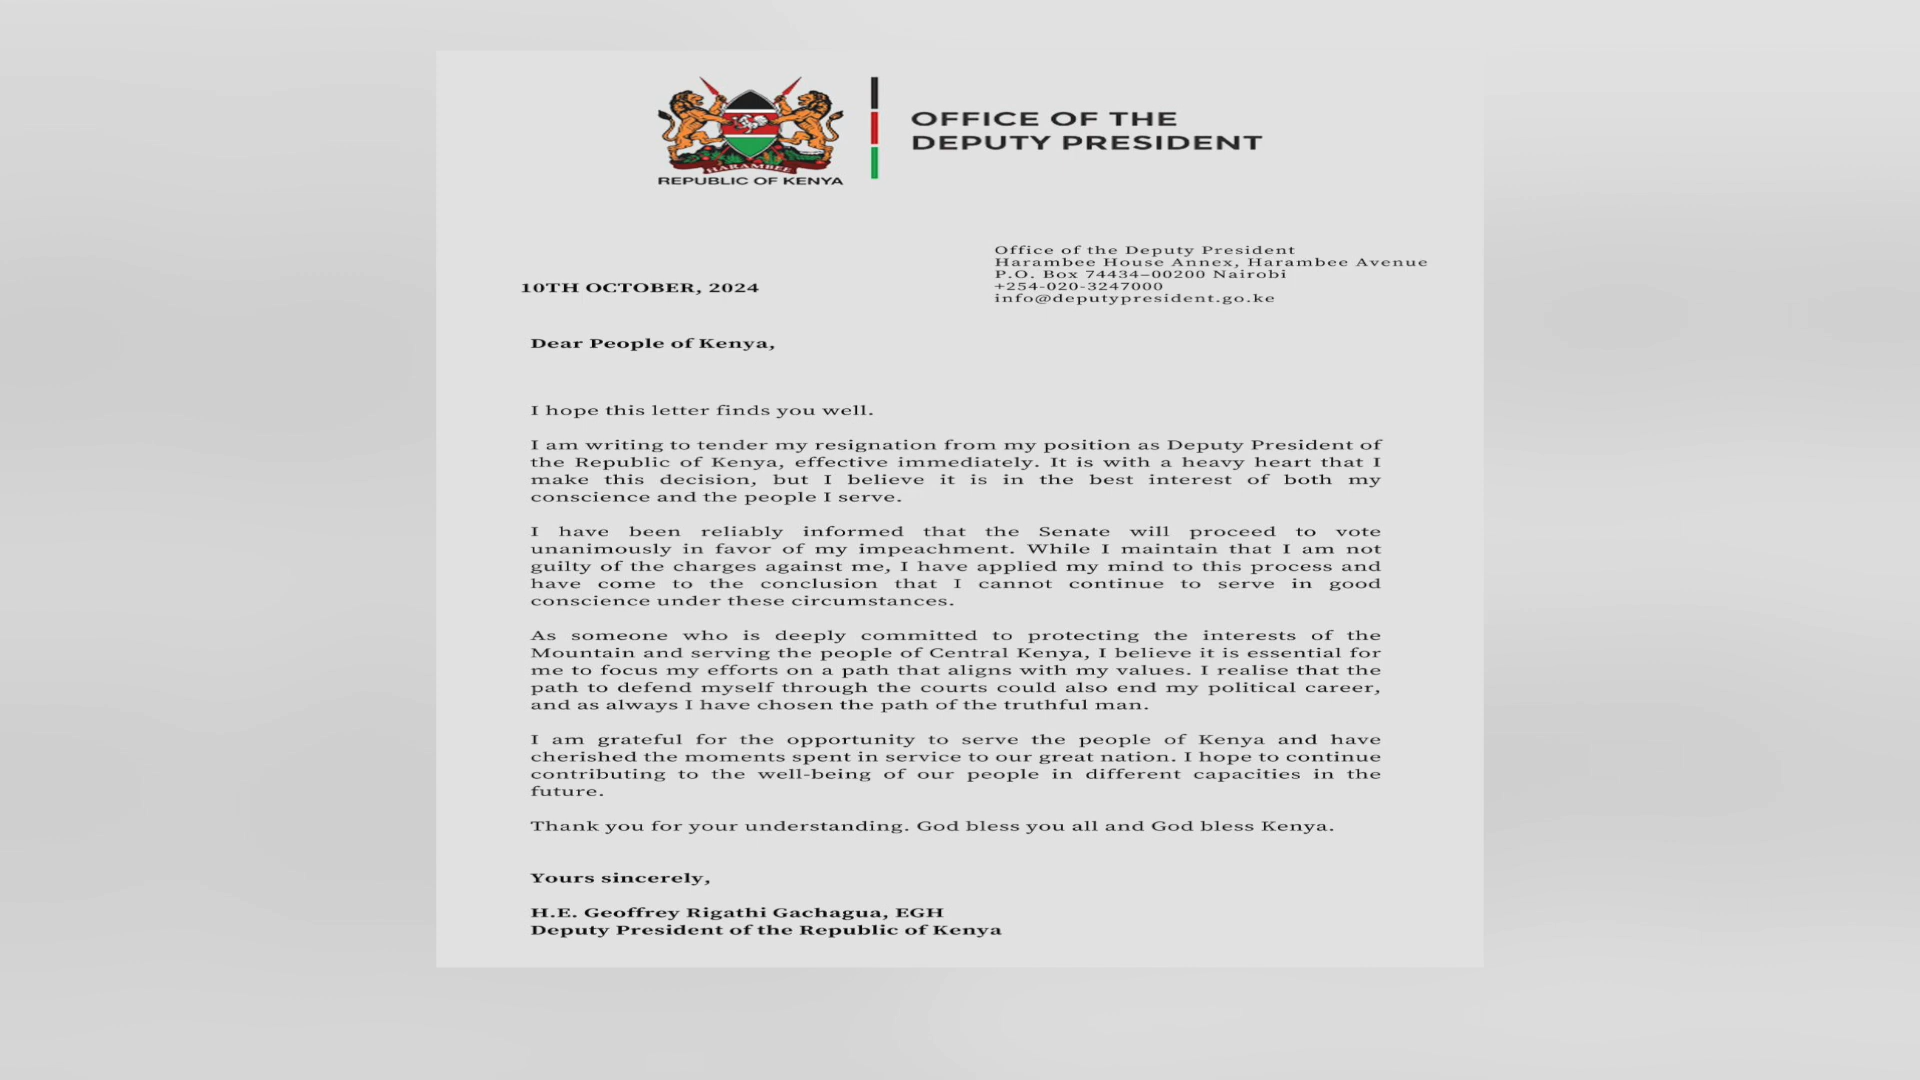 HARAMBEE
REPUBLIC OF KENYA
OFFICE OF THE
DEPUTY PRESIDENT
Office of the Deputy President
Harambee House Annex, Harambee Avenue
P.O. Box 74434–00200 Nairobi
+254-020-3247000
info@deputypresident.go.ke
10TH OCTOBER, 2024
Dear People of Kenya,
I hope this letter finds you well.
I am writing to tender my resignation from my position as Deputy President of
the Republic of Kenya, effective immediately. It is with a heavy heart that I
make this decision, but I believe it is in the best interest of both my
conscience and the people I serve.
I have been reliably informed that the Senate will proceed to vote
unanimously in favor of my impeachment. While I maintain that I am not
guilty of the charges against me, I have applied my mind to this process and
have come to the conclusion that I cannot continue to serve in good
conscience under these circumstances.
As someone who is deeply committed to protecting the interests of the
Mountain and serving the people of Central Kenya, I believe it is essential for
me to focus my efforts on a path that aligns with my values. I realise that the
path to defend myself through the courts could also end my political career,
and as always I have chosen the path of the truthful man.
I am grateful for the opportunity to serve the people of Kenya and have
cherished the moments spent in service to our great nation. I hope to continue
contributing to the well-being of our people in different capacities in the
future.
Thank you for your understanding. God bless you all and God bless Kenya.
Yours sincerely,
H.E. Geoffrey Rigathi Gachagua, EGH
Deputy President of the Republic of Kenya